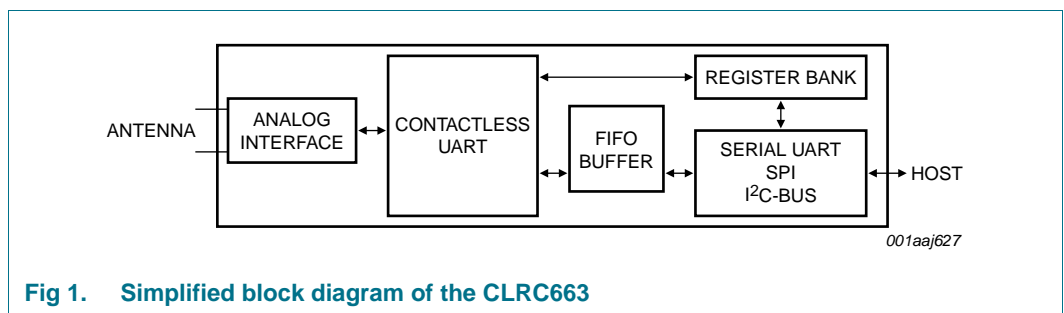 ANTENNA
ANALOG
INTERFACE
CONTACTLESS
UART
FIFO
BUFFER
REGISTER BANK
SERIAL UART
SPI
I²C-BUS
HOST
001aaj627
Fig 1. Simplified block diagram of the CLRC663